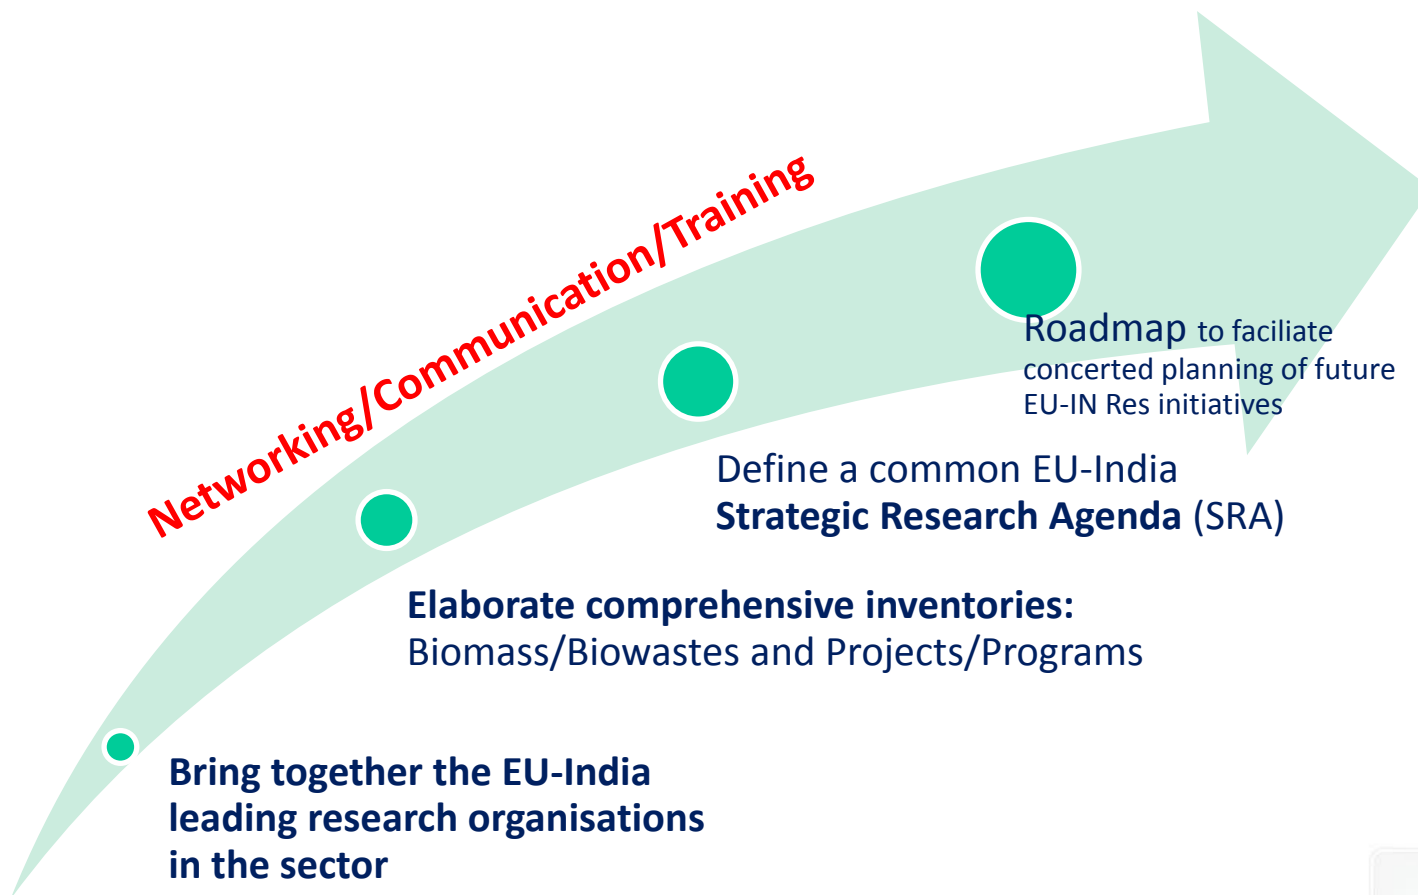 Networking/Communication/Training
Roadmap to faciliate
concerted planning of future
EU-IN Res initiatives
Define a common EU-India
Strategic Research Agenda (SRA)
Elaborate comprehensive inventories:
Biomass/Biowastes and Projects/Programs
Bring together the EU-India
leading research organisations
in the sector